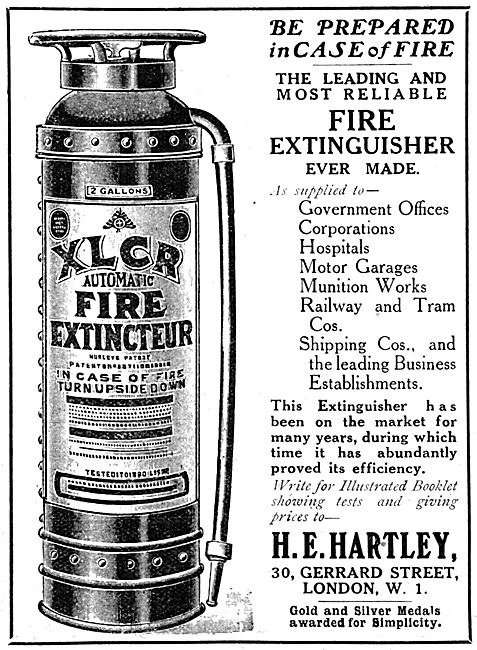 BE PREPARED
in CASE of FIRE
THE LEADING AND
MOST RELIABLE
FIRE
EXTINGUISHER
EVER MADE.
As supplied to—
Government Offices
Corporations
Hospitals
Motor Garages
Munition Works
Railway and Tram
Cos.
Shipping Cos., and
the leading Business
Establishments.
This Extinguisher has
been on the market for
many years, during which
time it has abundantly
proved its efficiency.
Write for Illustrated Booklet
showing tests and giving
prices to—
H. E. HARTLEY,
30, GERRARD STREET,
LONDON, W. 1.
Gold and Silver Medals
awarded for Simplicity.
2 GALLONS
XLCR
AUTOMATIC
FIRE
EXTINCTEUR
IN CASE OF FIRE
TURN UPSIDE DOWN